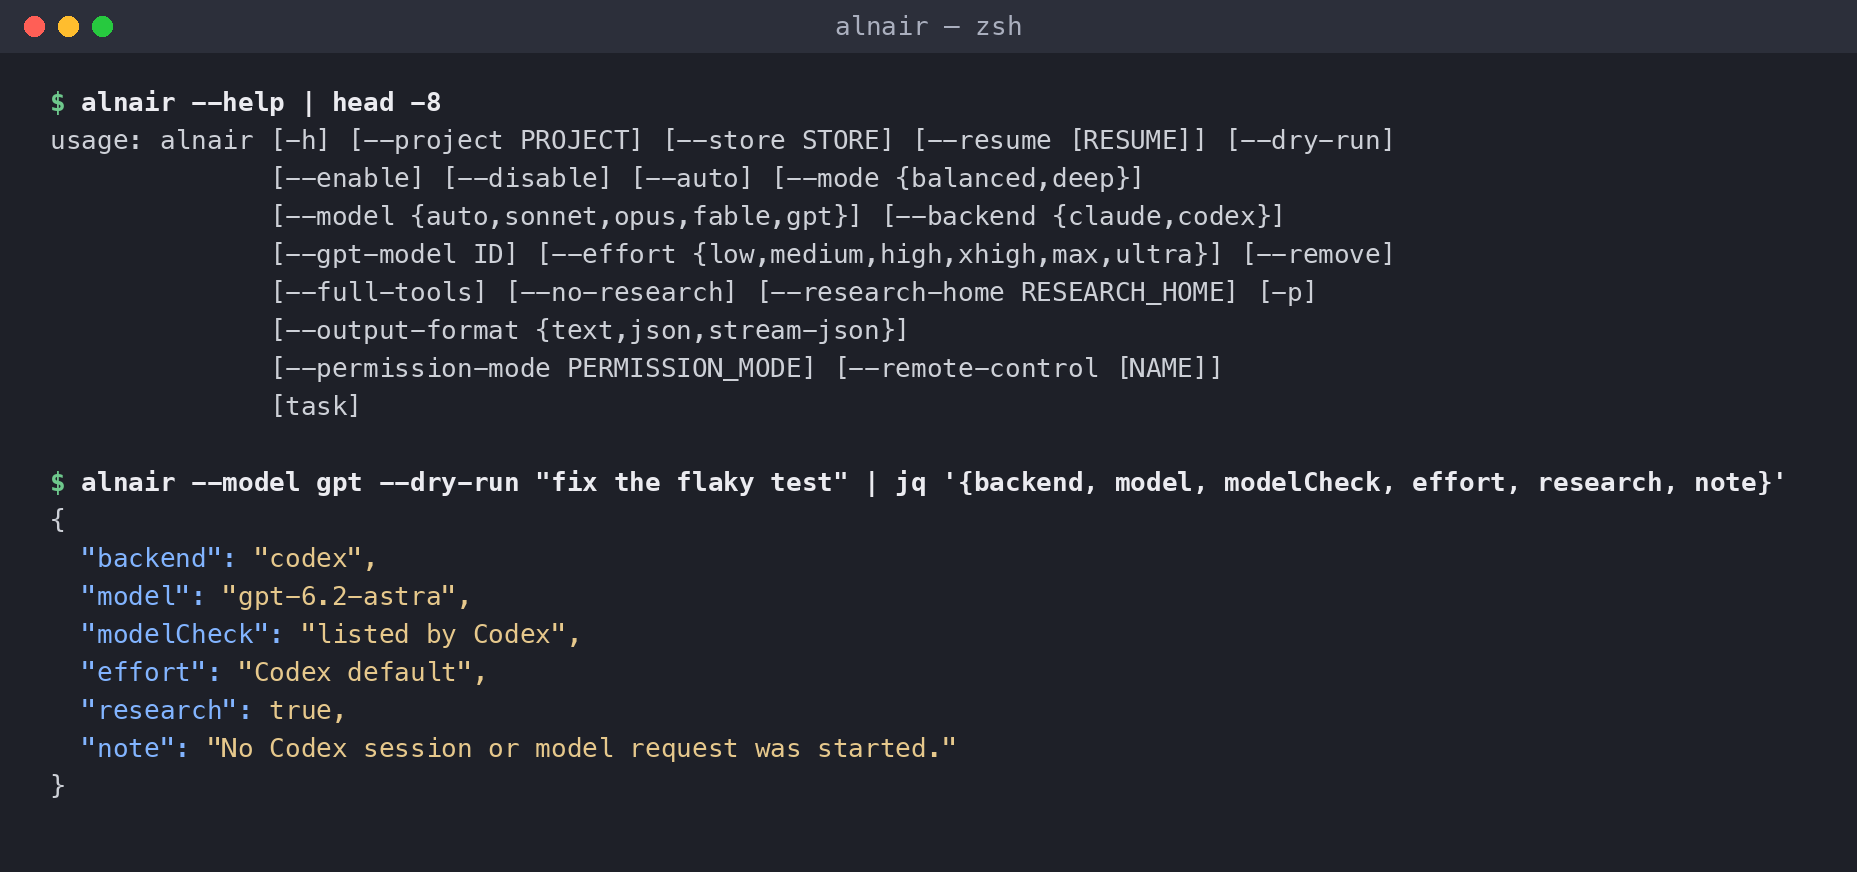 alnair — zsh
$ alnair --help | head -8
usage: alnair [-h] [--project PROJECT] [--store STORE] [--resume [RESUME]] [--dry-run]
              [--enable] [--disable] [--auto] [--mode {balanced,deep}]
              [--model {auto,sonnet,opus,fable,gpt}] [--backend {claude,codex}]
              [--gpt-model ID] [--effort {low,medium,high,xhigh,max,ultra}] [--remove]
              [--full-tools] [--no-research] [--research-home RESEARCH_HOME] [-p]
              [--output-format {text,json,stream-json}]
              [--permission-mode PERMISSION_MODE] [--remote-control [NAME]]
              [task]
$ alnair --model gpt --dry-run "fix the flaky test" | jq '{backend, model, modelCheck, effort, research, note}'
{
  "backend": "codex",
  "model": "gpt-6.2-astra",
  "modelCheck": "listed by Codex",
  "effort": "Codex default",
  "research": true,
  "note": "No Codex session or model request was started."
}